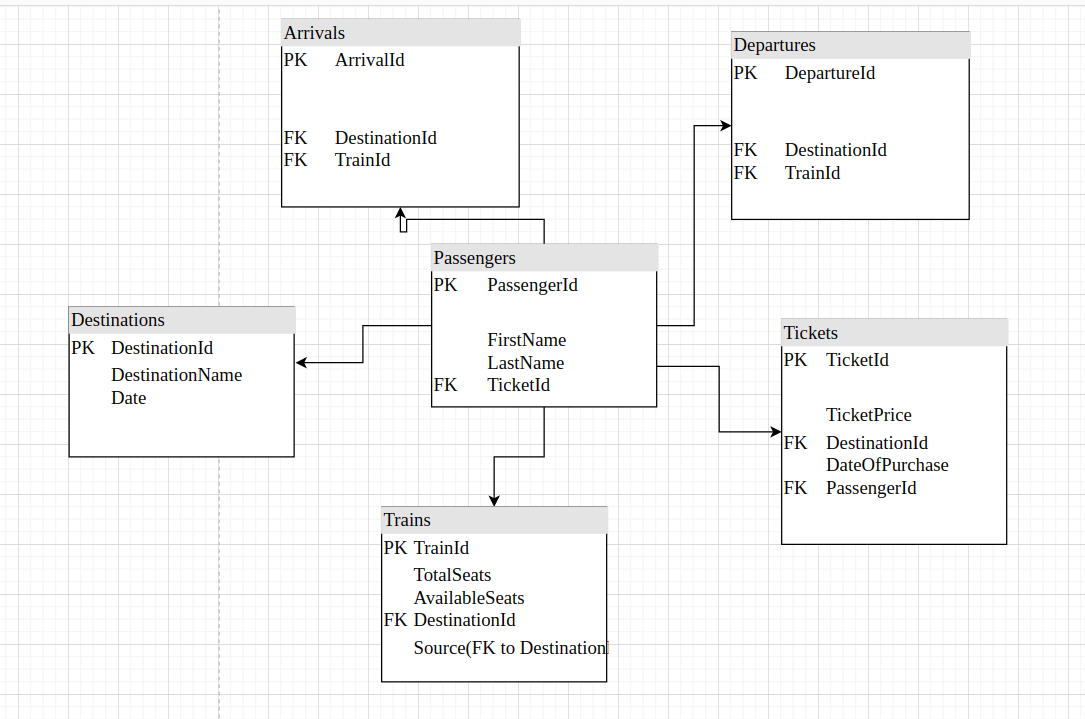 Arrivals
PK ArrivalId
FK DestinationId
FK TrainId
Departures
PK DepartureId
FK DestinationId
FK TrainId
Passengers
PK PassengerId
FirstName
LastName
FK TicketId
Destinations
PK DestinationId
DestinationName
Date
Tickets
PK TicketId
TicketPrice
FK DestinationId
DateOfPurchase
FK PassengerId
Trains
PK TrainId
TotalSeats
AvailableSeats
FK DestinationId
Source(FK to Destination